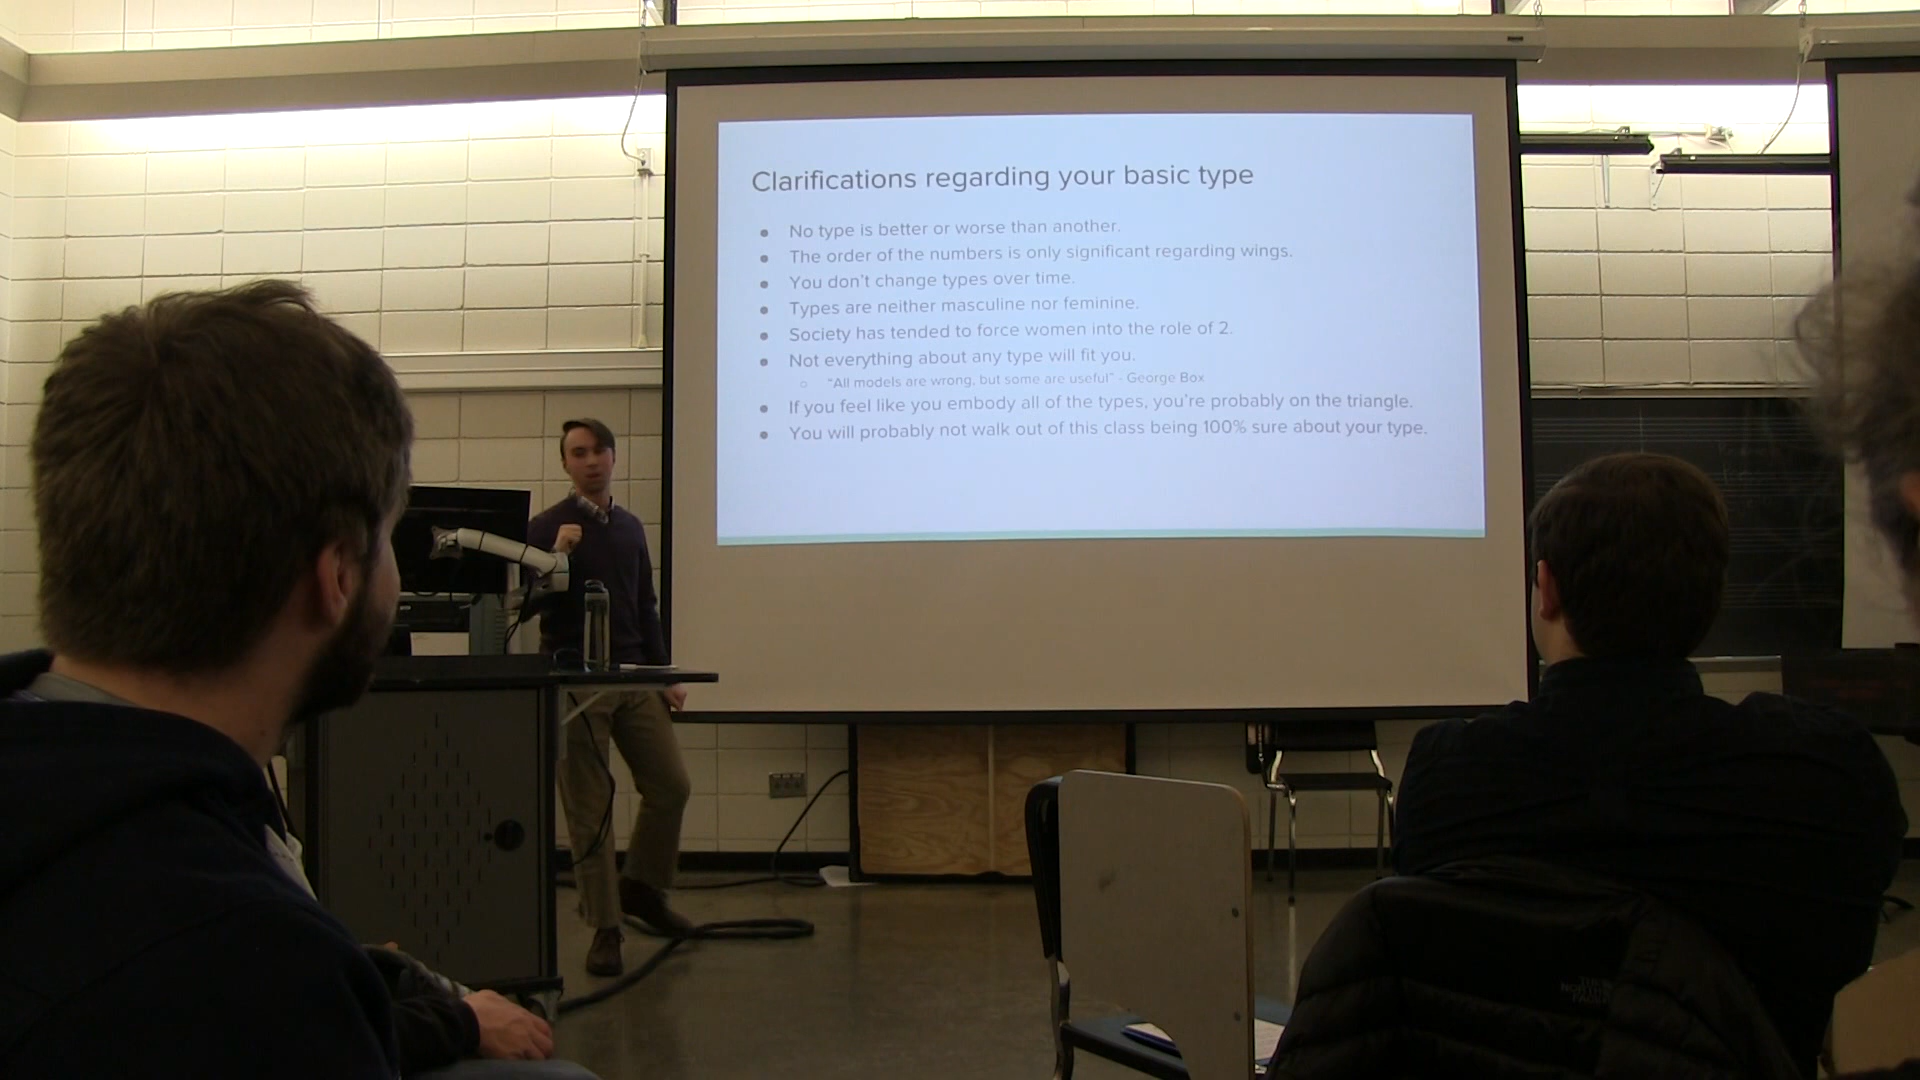 Clarifications regarding your basic type
● No type is better or worse than another.
● The order of the numbers is only significant regarding wings.
● You don't change types over time.
● Types are neither masculine nor feminine.
● Society has tended to force women into the role of 2.
● Not everything about any type will fit you.
○ "All models are wrong, but some are useful" - George Box
● If you feel like you embody all of the types, you're probably on the triangle.
● You will probably not walk out of this class being 100% sure about your type.
THE
NORTH
FACE